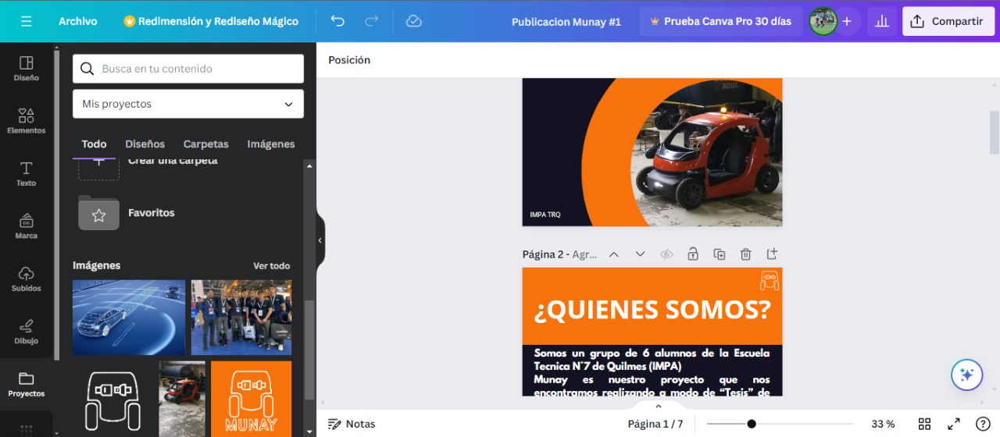 Archivo
Redimensión y Rediseño Mágico
Publicacion Munay #1
Prueba Canva Pro 30 días
Compartir
Diseño
Elementos
Texto
Marca
Subidos
Dibujo
Proyectos
Busca en tu contenido
Mis proyectos
Todo Diseños Carpetas Imágenes
Crear una carpeta
Favoritos
Imágenes Ver todo
MUNAY
Posición
AGUA
IMPA TRQ
Página 2 - Agr...
¿QUIENES SOMOS?
Somos un grupo de 6 alumnos de la Escuela
Tecnica N°7 de Quilmes (IMPA)
Munay es nuestro proyecto que nos
encontramos realizando a modo de “Tesis” de
Notas
Página 1 / 7
33 %